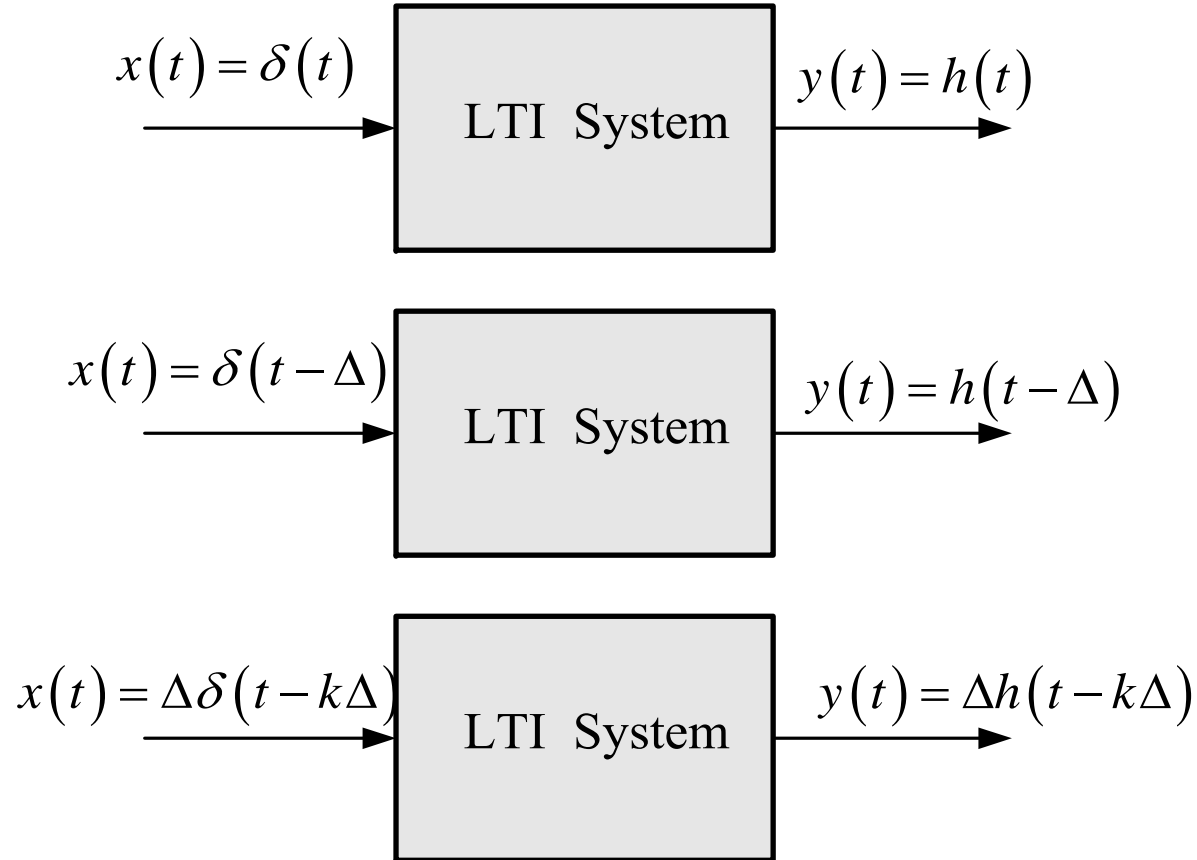 x(t) = δ(t)
LTI System
y(t) = h(t)
x(t) = δ(t − Δ)
LTI System
y(t) = h(t − Δ)
x(t) = Δδ(t − kΔ)
LTI System
y(t) = Δh(t − kΔ)